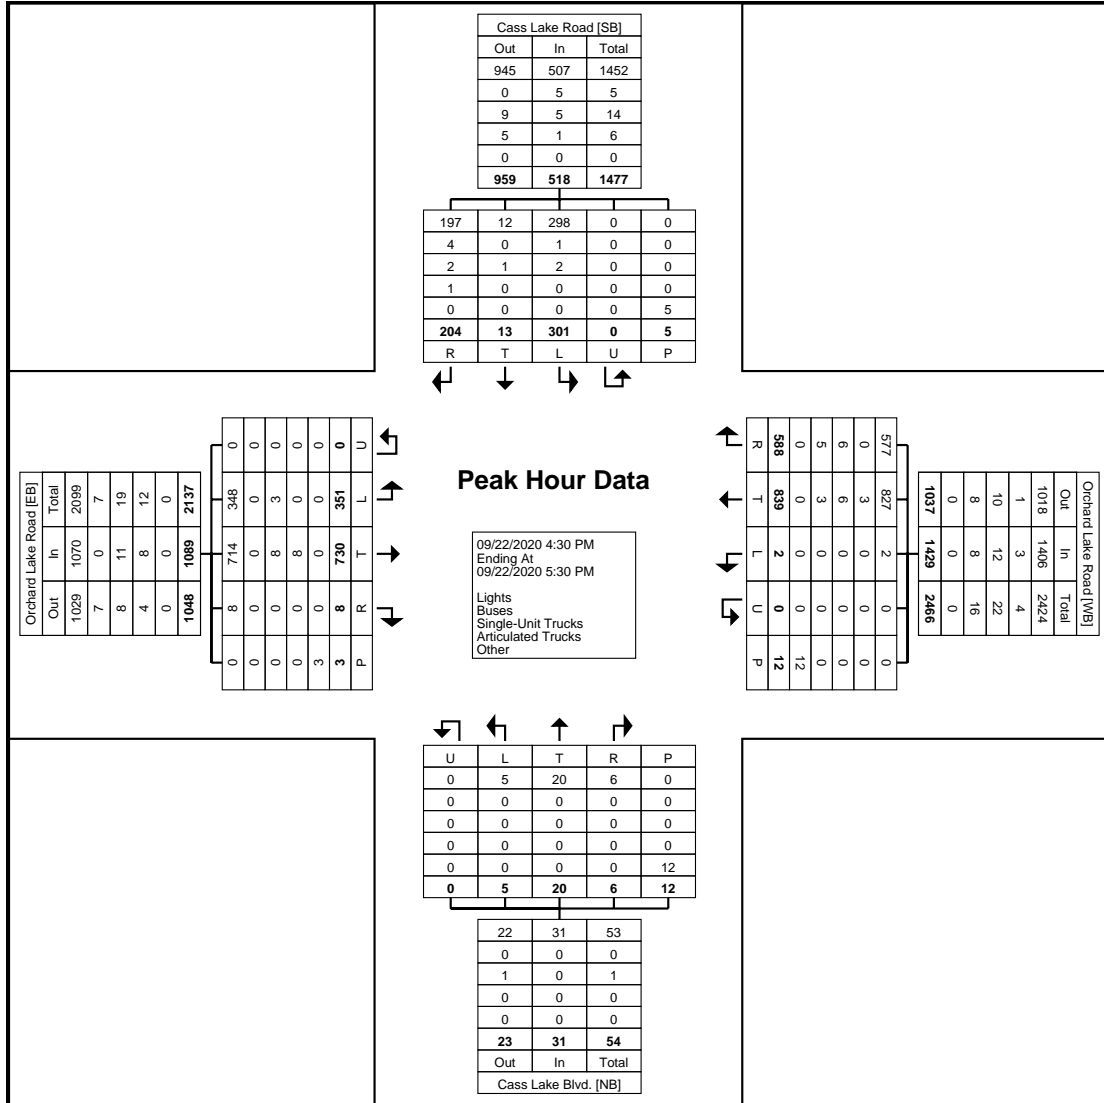 Cass Lake Road [SB]
Out In Total
945 507 1452
0 5 5
9 5 14
5 1 6
0 0 0
959 518 1477
197 12 298 0 0
4 0 1 0 0
2 1 2 0 0
1 0 0 0 0
0 0 0 0 5
204 13 301 0 5
R T L U P
Orchard Lake Road [EB]
Total In Out
2099 1070 1029
7 0 7
19 11 8
12 8 4
0 0 0
2137 1089 1048
0 348 714 8 0
0 0 0 0 0
0 3 8 0 0
0 0 8 0 0
0 0 0 0 3
0 351 730 8 3
U L T R P
Peak Hour Data
09/22/2020 4:30 PM
Ending At
09/22/2020 5:30 PM
Lights
Buses
Single-Unit Trucks
Articulated Trucks
Other
Orchard Lake Road [WB]
Out In Total
1018 1406 2424
1 3 4
10 12 22
8 8 16
0 0 0
1037 1429 2466
577 827 2 0 0
0 3 0 0 0
6 6 0 0 0
5 3 0 0 0
0 0 0 0 12
588 839 2 0 12
R T L U P
U L T R P
0 5 20 6 0
0 0 0 0 0
0 0 0 0 0
0 0 0 0 0
0 0 0 0 12
0 5 20 6 12
22 31 53
0 0 0
1 0 1
0 0 0
0 0 0
23 31 54
Out In Total
Cass Lake Blvd. [NB]